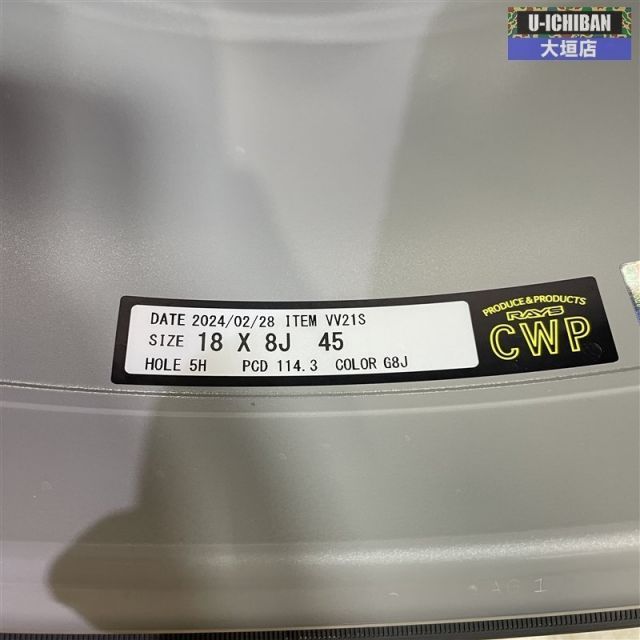 U-ICHIBAN
大垣店
DATE 2024/02/28 ITEM VV21S
SIZE 18 X 8J 45
HOLE 5H PCD 114.3 COLOR G8J
PRODUCE & PRODUCTS
RAYS
CWP